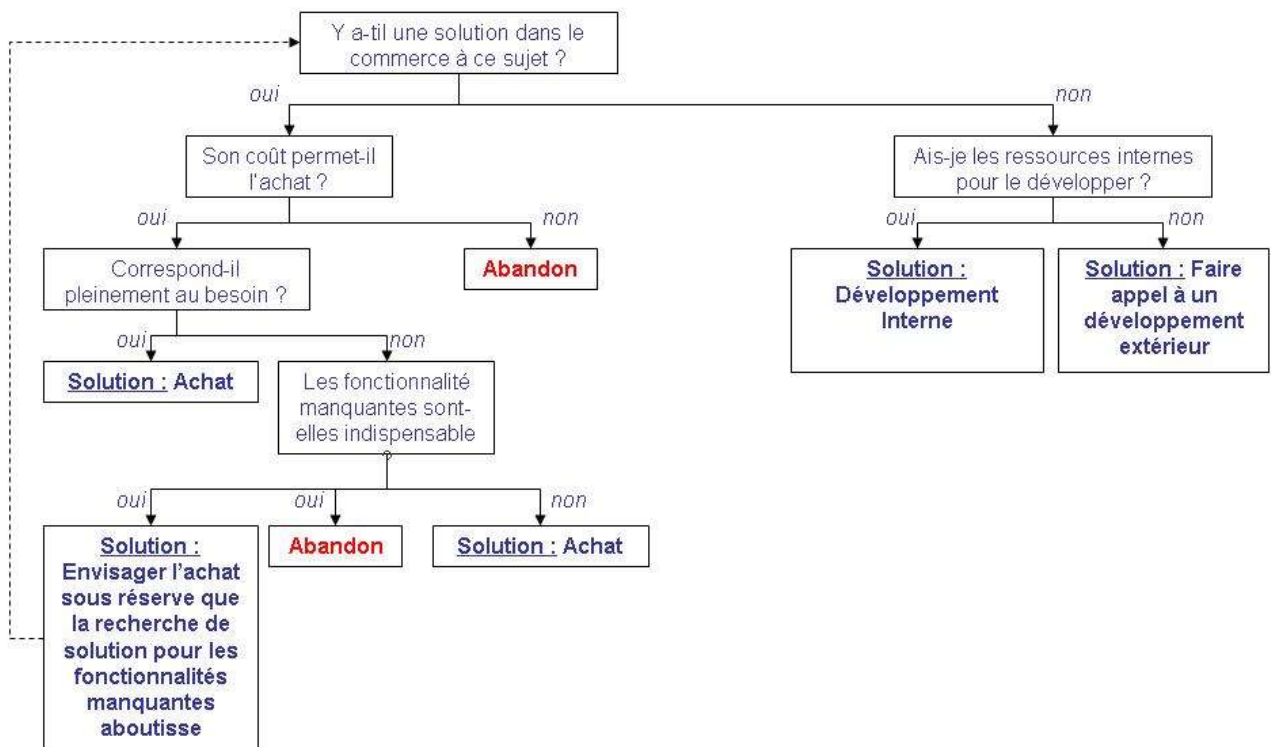 Y a-til une solution dans le
commerce à ce sujet ?
oui
non
Son coût permet-il
l'achat ?
Ais-je les ressources internes
pour le développer ?
oui
non
oui
non
Correspond-il
pleinement au besoin ?
Abandon
Solution :
Développement
Interne
Solution : Faire
appel à un
développement
extérieur
oui
non
Solution : Achat
Les fonctionnalité
manquantes sont-
elles indispensable
oui
oui
non
Solution :
Envisager l'achat
sous réserve que
la recherche de
solution pour les
fonctionnalités
manquantes
aboutisse
Abandon
Solution : Achat